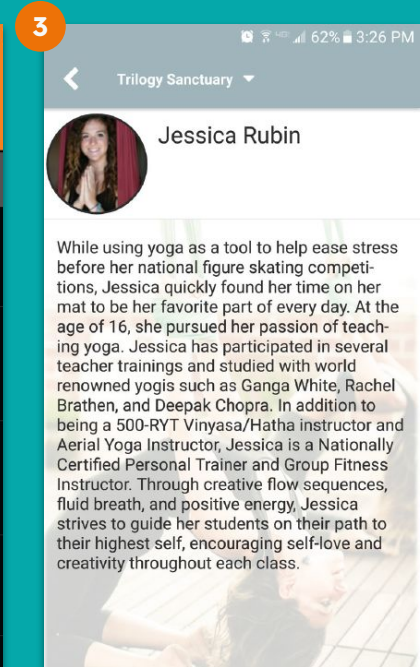 3
62% 3:26 PM
Trilogy Sanctuary
Jessica Rubin
While using yoga as a tool to help ease stress
before her national figure skating competi-
tions, Jessica quickly found her time on her
mat to be her favorite part of every day. At the
age of 16, she pursued her passion of teach-
ing yoga. Jessica has participated in several
teacher trainings and studied with world
renowned yogis such as Ganga White, Rachel
Brathen, and Deepak Chopra. In addition to
being a 500-RYT Vinyasa/Hatha instructor and
Aerial Yoga Instructor, Jessica is a Nationally
Certified Personal Trainer and Group Fitness
Instructor. Through creative flow sequences,
fluid breath, and positive energy, Jessica
strives to guide her students on their path to
their highest self, encouraging self-love and
creativity throughout each class.